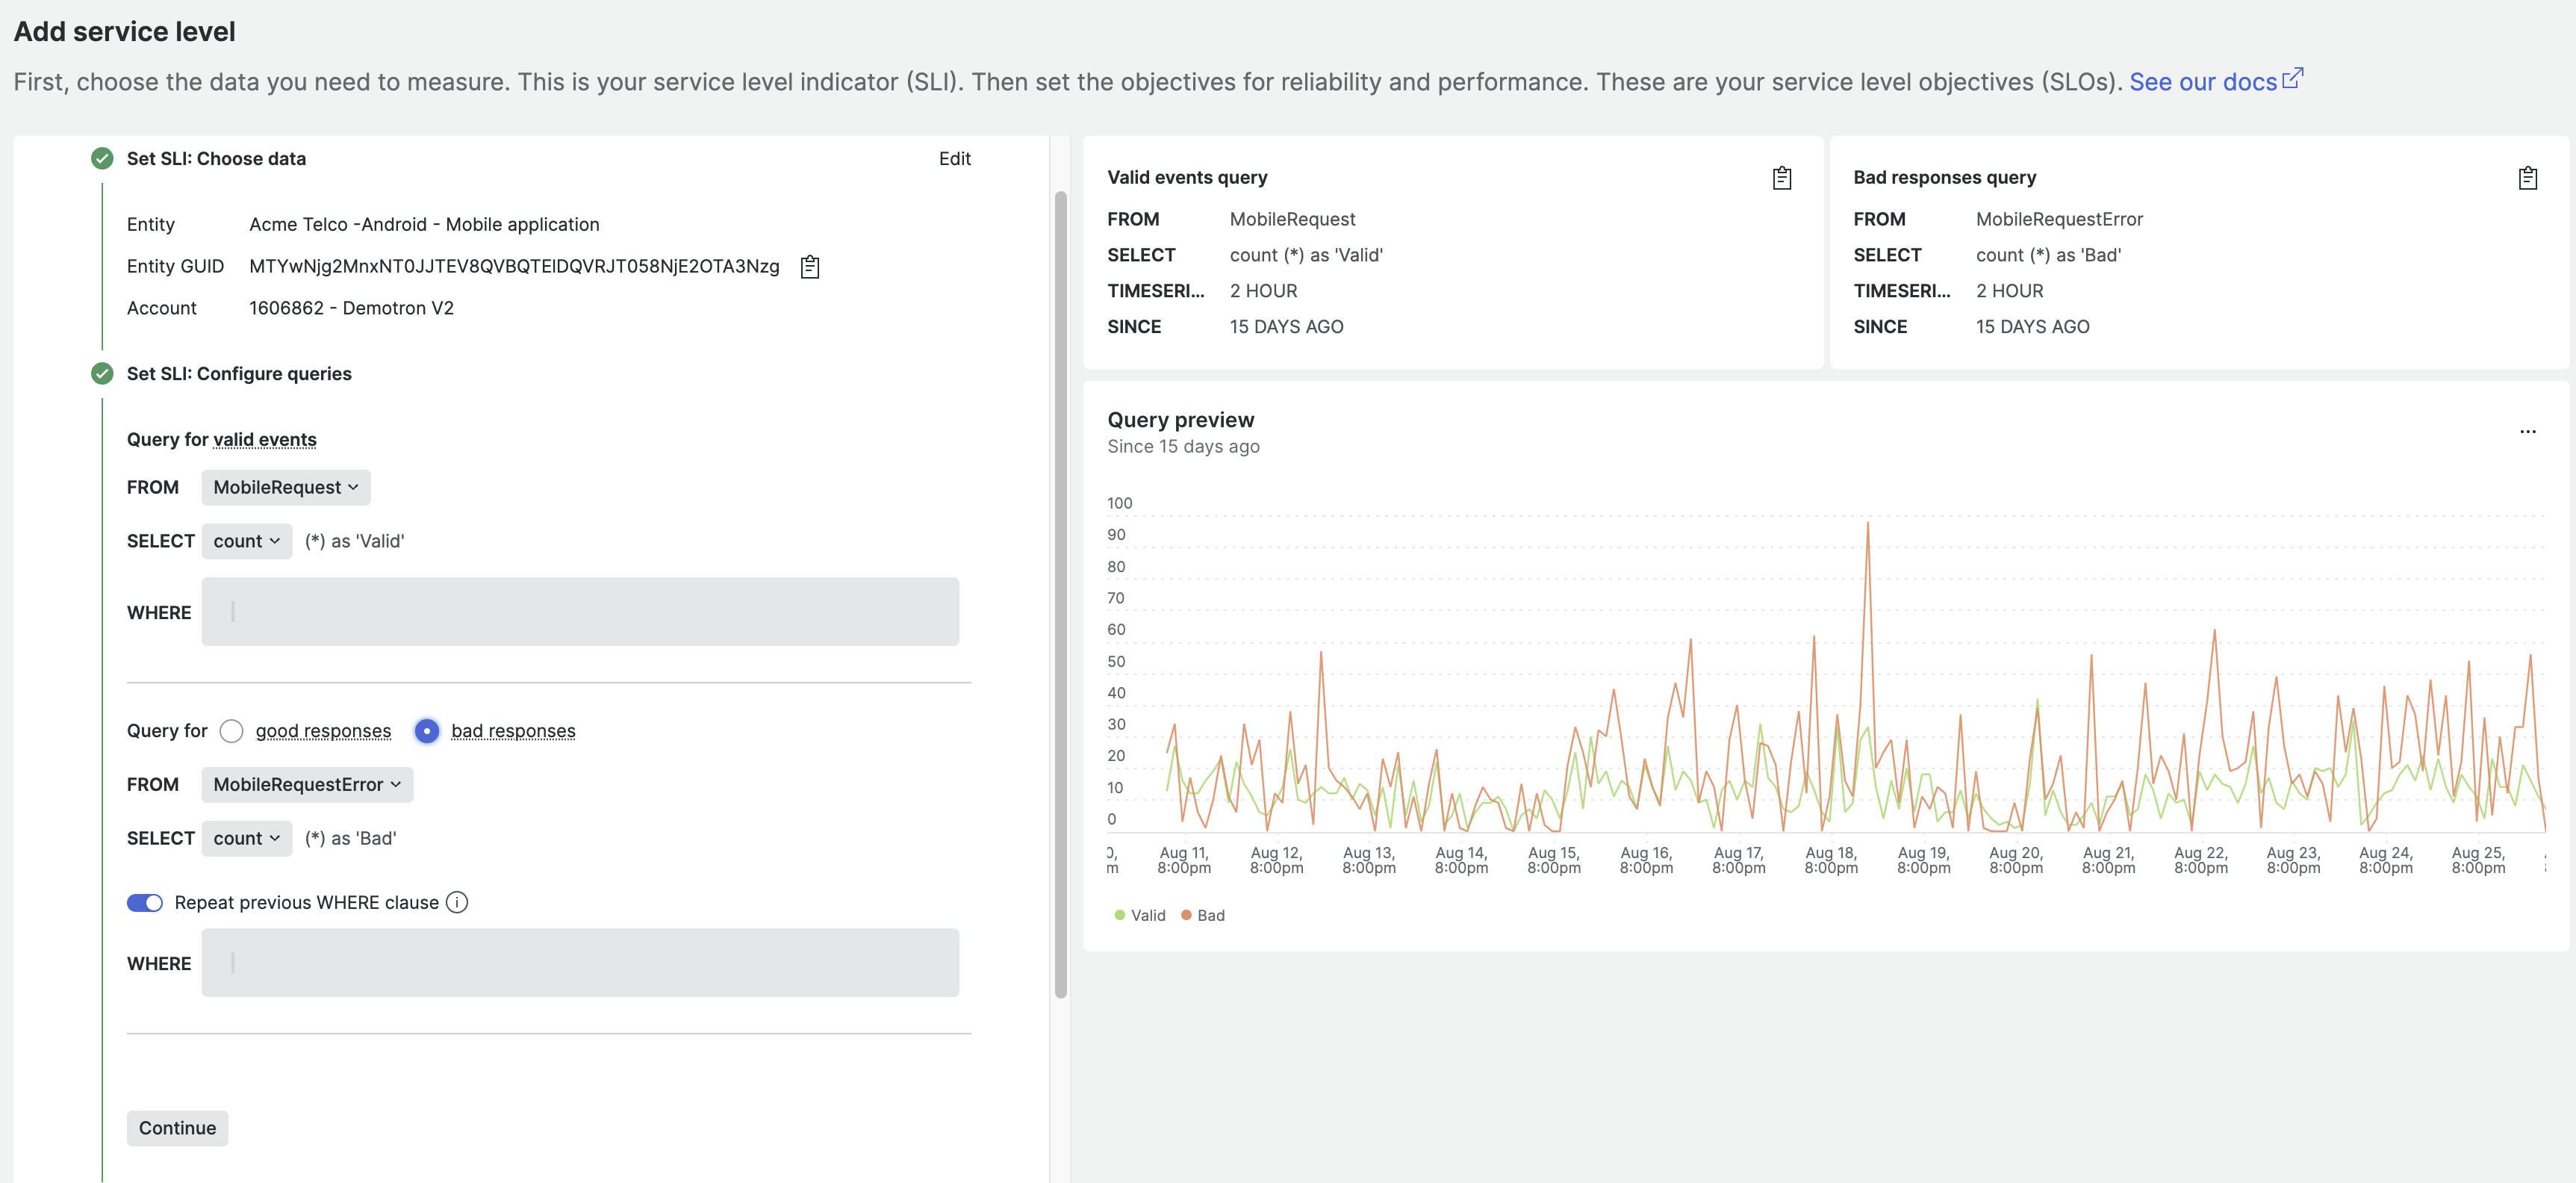 Add service level
First, choose the data you need to measure. This is your service level indicator (SLI). Then set the objectives for reliability and performance. These are your service level objectives (SLOs). See our docs
Set SLI: Choose data
Edit
Entity Acme Telco -Android - Mobile application
Entity GUID MTYwNjg2MnxNT0JJTEV8QVBQTElDQVRJT058NjE2OTA3Nzg
Account 1606862 - Demotron V2
Set SLI: Configure queries
Query for valid events
FROM MobileRequest
SELECT count (*) as 'Valid'
WHERE
Query for good responses bad responses
FROM MobileRequestError
SELECT count (*) as 'Bad'
Repeat previous WHERE clause
WHERE
Continue
Valid events query
FROM MobileRequest
SELECT count (*) as 'Valid'
TIMESERI... 2 HOUR
SINCE 15 DAYS AGO
Bad responses query
FROM MobileRequestError
SELECT count (*) as 'Bad'
TIMESERI... 2 HOUR
SINCE 15 DAYS AGO
Query preview
...
Since 15 days ago
100
90
80
70
60
50
40
30
20
10
0
0, Aug 11, Aug 12, Aug 13, Aug 14, Aug 15, Aug 16, Aug 17, Aug 18, Aug 19, Aug 20, Aug 21, Aug 22, Aug 23, Aug 24, Aug 25,
m 8:00pm 8:00pm 8:00pm 8:00pm 8:00pm 8:00pm 8:00pm 8:00pm 8:00pm 8:00pm 8:00pm 8:00pm 8:00pm 8:00pm 8:00pm
Valid Bad